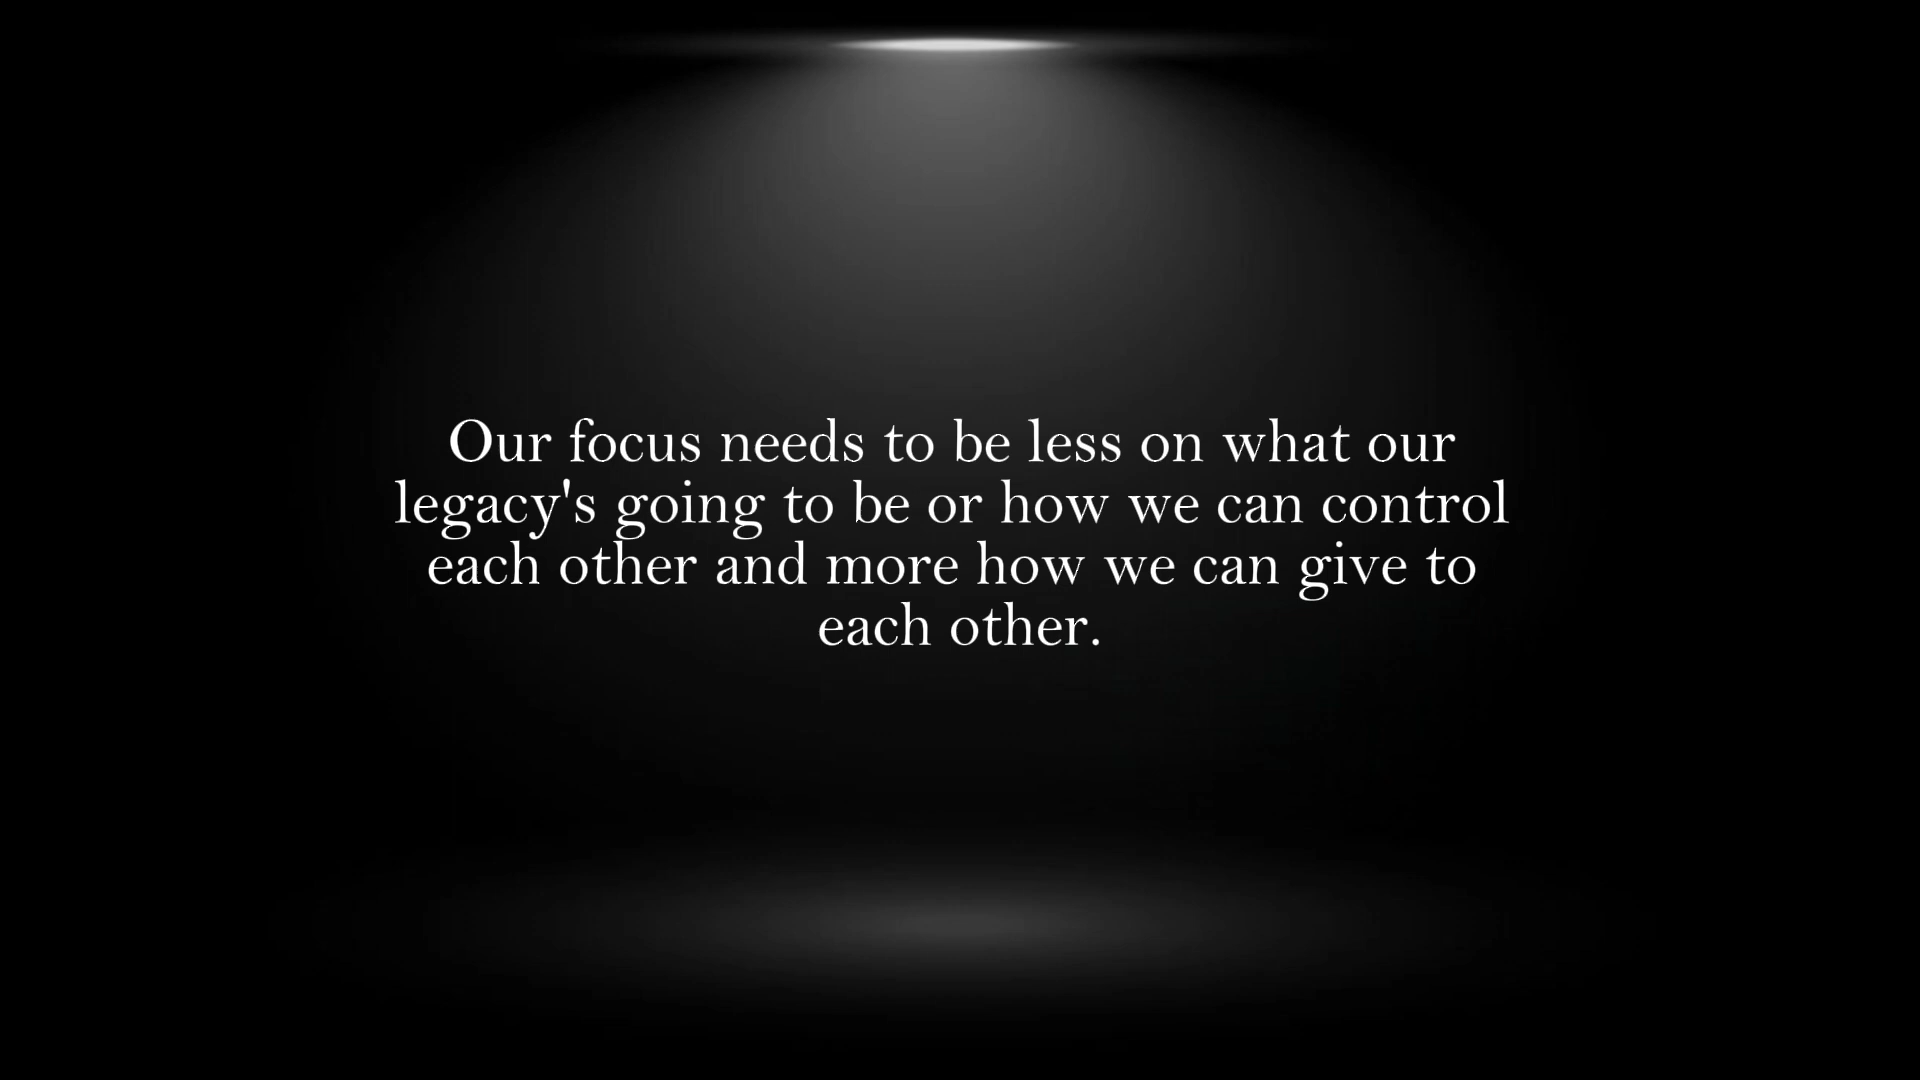 Our focus needs to be less on what our
legacy's going to be or how we can control
each other and more how we can give to
each other.